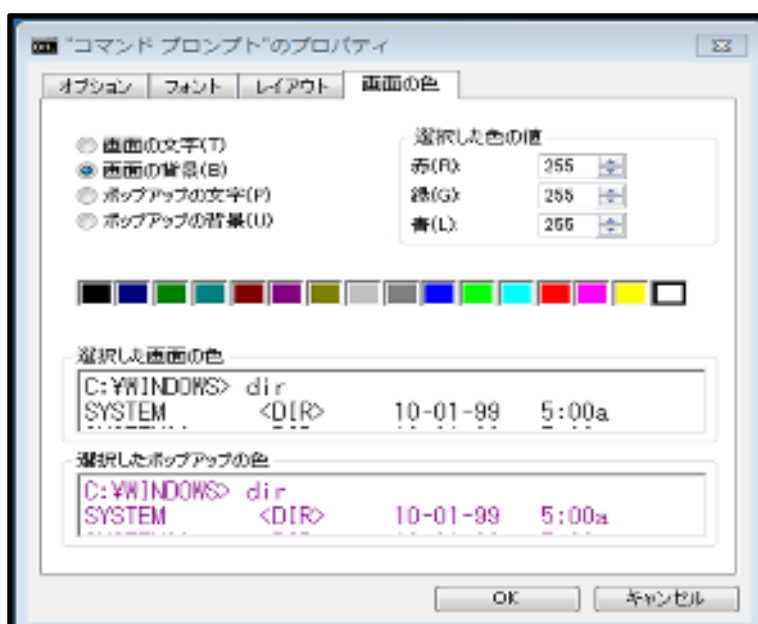 "コマンド プロンプト"のプロパティ
オプション フォント レイアウト 画面の色
画面の文字(T)
画面の背景(B)
ポップアップの文字(P)
ポップアップの背景(U)
選択した色の値
赤(R): 255
緑(G): 255
青(L): 255
選択した画面の色
C:¥WINDOWS> dir
SYSTEM <DIR> 10-01-99 5:00a
選択したポップアップの色
C:¥WINDOWS> dir
SYSTEM <DIR> 10-01-99 5:00a
OK キャンセル